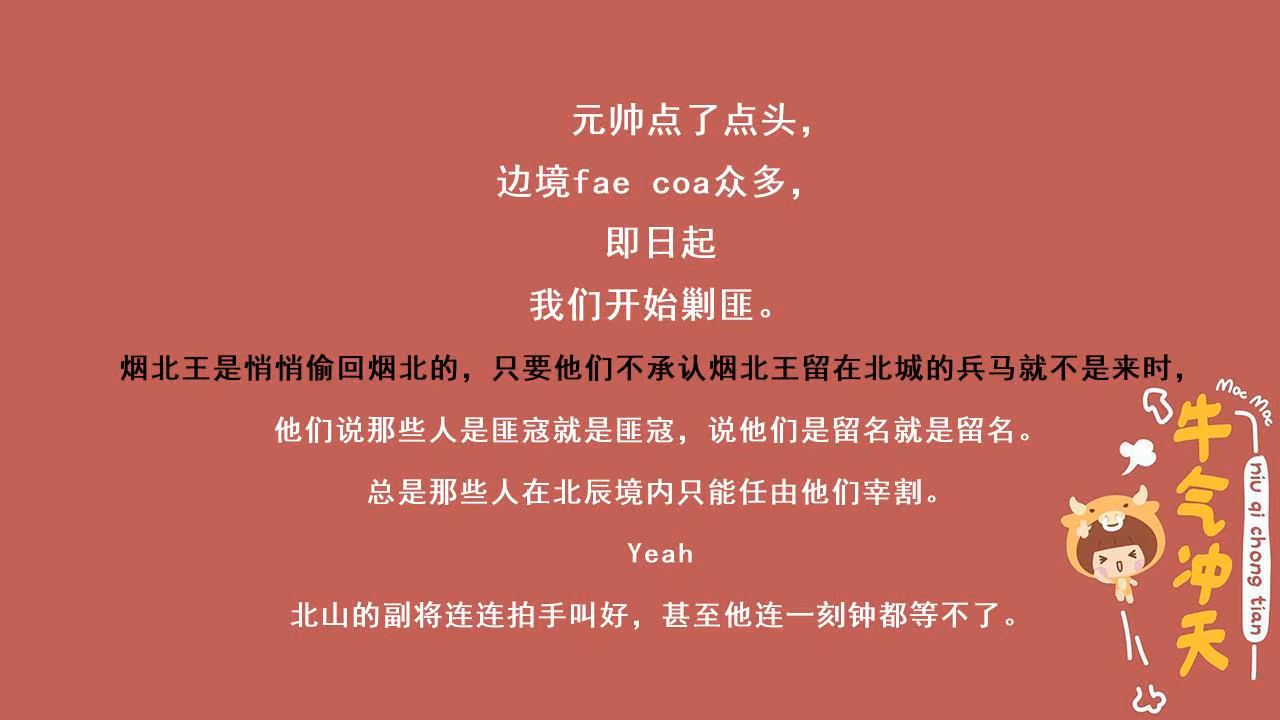 元帅点了点头，
边境fae coa众多，
即日起
我们开始剿匪。
烟北王是悄悄偷回烟北的，只要他们不承认烟北王留在北城的兵马就不是来时，
他们说那些人是匪寇就是匪寇，说他们是留名就是留名。
总是那些人在北辰境内只能任由他们宰割。
Yeah
北山的副将连连拍手叫好，甚至他连一刻钟都等不了。
Moc Moc
牛气冲天
niu qi chong tian